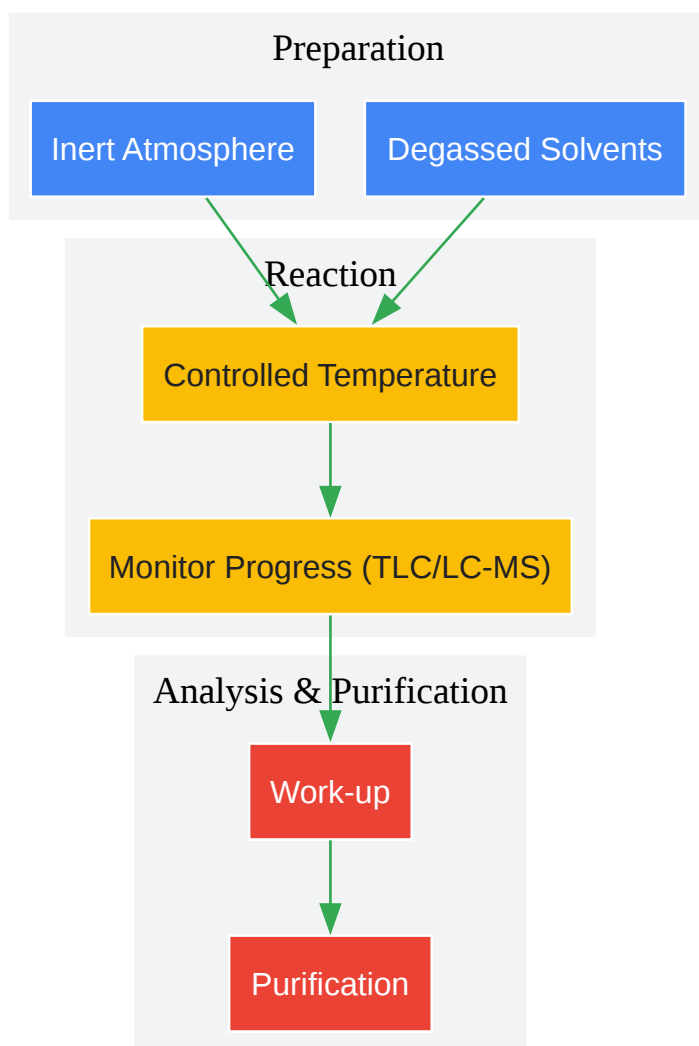 Preparation
Inert Atmosphere
Degassed Solvents
Reaction
Controlled Temperature
Monitor Progress (TLC/LC-MS)
Analysis & Purification
Work-up
Purification